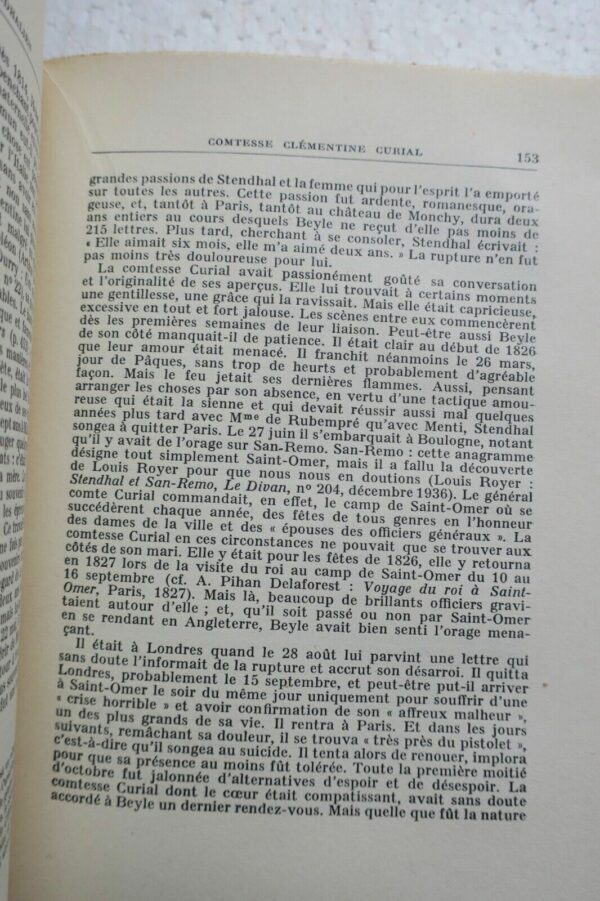 COMTESSE CLÉMENTINE CURIAL 153
grandes passions de Stendhal et la femme qui pour l'esprit l'a emporté
sur toutes les autres. Cette passion fut ardente, romanesque, ora-
geuse, et, tantôt à Paris, tantôt au château de Monchy, dura deux
ans entiers au cours desquels Beyle ne reçut d'elle pas moins de
215 lettres. Plus tard, cherchant à se consoler, Stendhal écrivait :
« Elle aimait six mois, elle m'a aimé deux ans. » La rupture n'en fut
pas moins très douloureuse pour lui.
La comtesse Curial avait passionément goûté sa conversation
et l'originalité de ses aperçus. Elle lui trouvait à certains moments
une gentillesse, une grâce qui la ravissait. Mais elle était capricieuse,
excessive en tout et fort jalouse. Les scènes entre eux commencèrent
dès les premières semaines de leur liaison. Peut-être aussi Beyle
de son côté manquait-il de patience. Il était clair au début de 1826
que leur amour était menacé. Il franchit néanmoins le 26 mars,
jour de Pâques, sans trop de heurts et probablement d'agréable
façon. Mais le feu jetait ses dernières flammes. Aussi, pensant
arranger les choses par son absence, en vertu d'une tactique amou-
reuse qui était la sienne et qui devait réussir aussi mal quelques
années plus tard avec Mme de Rubempré qu'avec Menti, Stendhal
songea à quitter Paris. Le 27 juin il s'embarquait à Boulogne, notant
qu'il y avait de l'orage sur San-Remo. San-Remo : cette anagramme
désigne tout simplement Saint-Omer, mais il a fallu la découverte
de Louis Royer pour que nous nous en doutions (Louis Royer :
Stendhal et San-Remo, Le Divan, n° 204, décembre 1936). Le général
comte Curial commandait, en effet, le camp de Saint-Omer où se
succédèrent chaque année, des fêtes de tous genres en l'honneur
des dames de la ville et des « épouses des officiers généraux ». La
comtesse Curial en ces circonstances ne pouvait que se trouver aux
côtés de son mari. Elle y était pour les fêtes de 1826, elle y retourna
en 1827 lors de la visite du roi au camp de Saint-Omer du 10 au
16 septembre (cf. A. Pihan Delaforest : Voyage du roi à Saint-
Omer, Paris, 1827). Mais là, beaucoup de brillants officiers gravi-
taient autour d'elle ; et, qu'il soit passé ou non par Saint-Omer
en se rendant en Angleterre, Beyle avait bien senti l'orage mena-
çant.
Il était à Londres quand le 28 août lui parvint une lettre qui
sans doute l'informait de la rupture et accrut son désarroi. Il quitta
Londres, probablement le 15 septembre, et peut-être put-il arriver
à Saint-Omer le soir du même jour uniquement pour souffrir d'une
« crise horrible » et avoir confirmation de son « affreux malheur »,
un des plus grands de sa vie. Il rentra à Paris. Et dans les jours
suivants, remâchant sa douleur, il se trouva « très près du pistolet »,
c'est-à-dire qu'il songea au suicide. Il tenta alors de renouer, implora
pour que sa présence au moins fût tolérée. Toute la première moitié
d'octobre fut jalonnée d'alternatives d'espoir et de désespoir. La
comtesse Curial dont le cœur était compatissant, avait sans doute
accordé à Beyle un dernier rendez-vous. Mais quelle que fût la nature